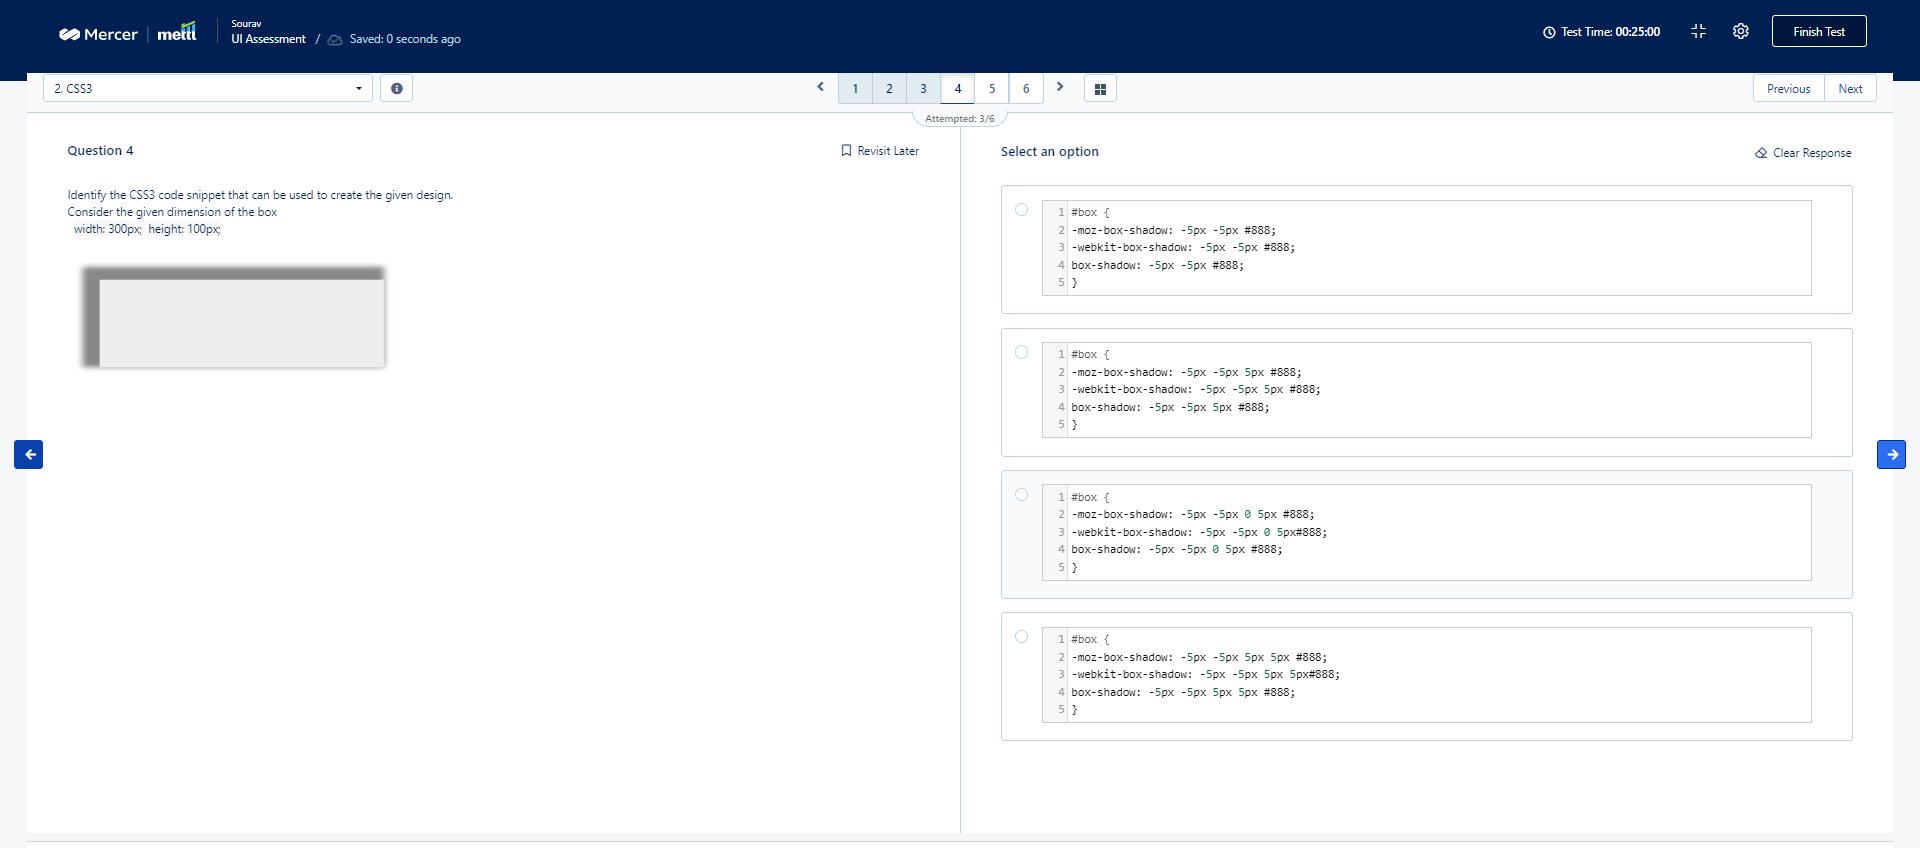 Mercer | mettl
Sourav
UI Assessment / Saved: 0 seconds ago
Test Time: 00:25:00
Finish Test
2. CSS3
1 2 3 4 5 6
Previous
Next
Attempted: 3/6
Question 4
Revisit Later
Identify the CSS3 code snippet that can be used to create the given design.
Consider the given dimension of the box
width: 300px; height: 100px;
Select an option
Clear Response
1 #box {
2 -moz-box-shadow: -5px -5px #888;
3 -webkit-box-shadow: -5px -5px #888;
4 box-shadow: -5px -5px #888;
5 }
1 #box {
2 -moz-box-shadow: -5px -5px 5px #888;
3 -webkit-box-shadow: -5px -5px 5px #888;
4 box-shadow: -5px -5px 5px #888;
5 }
1 #box {
2 -moz-box-shadow: -5px -5px 0 5px #888;
3 -webkit-box-shadow: -5px -5px 0 5px#888;
4 box-shadow: -5px -5px 0 5px #888;
5 }
1 #box {
2 -moz-box-shadow: -5px -5px 5px 5px #888;
3 -webkit-box-shadow: -5px -5px 5px 5px#888;
4 box-shadow: -5px -5px 5px 5px #888;
5 }